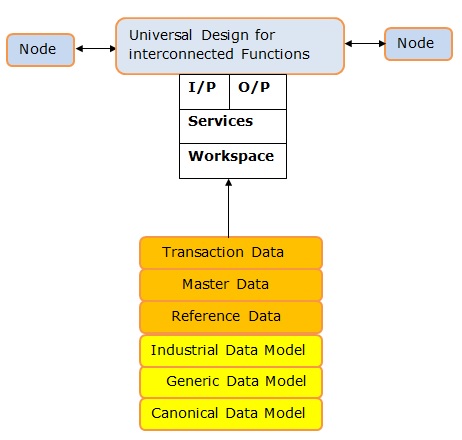 Node
Universal Design for
interconnected Functions
Node
I/P O/P
Services
Workspace
Transaction Data
Master Data
Reference Data
Industrial Data Model
Generic Data Model
Canonical Data Model